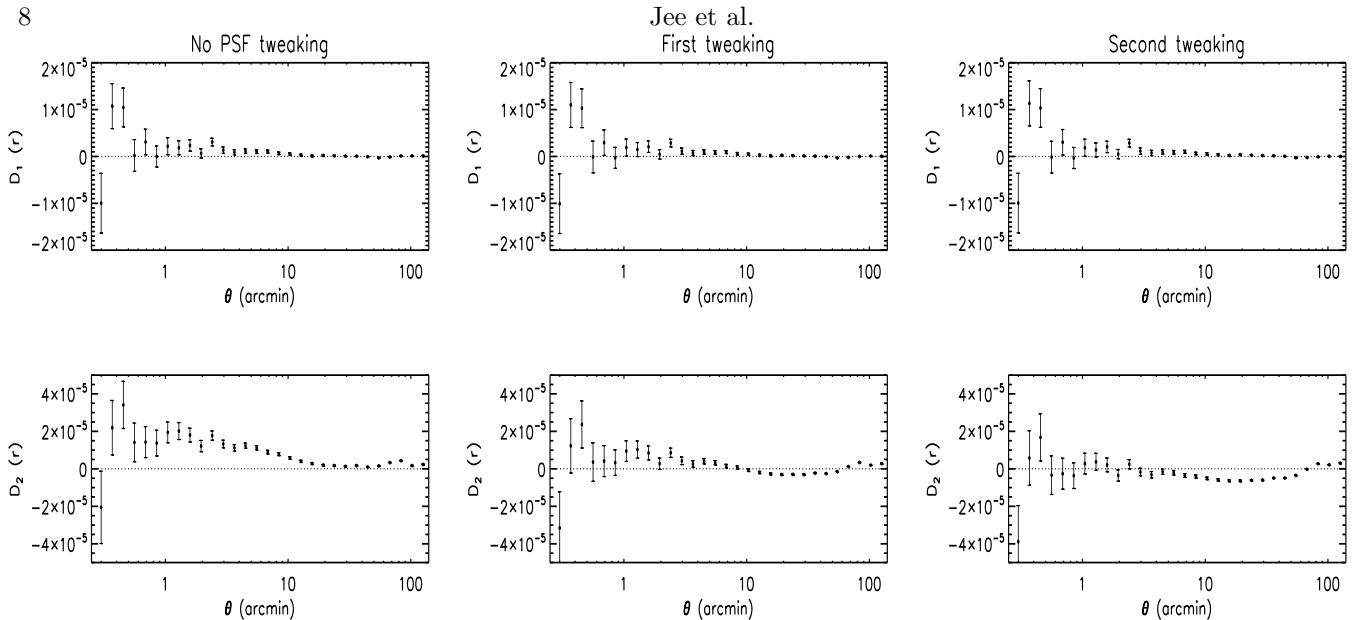 8
Jee et al.
No PSF tweaking
First tweaking
Second tweaking
2×10⁻⁵
1×10⁻⁵
0
−1×10⁻⁵
−2×10⁻⁵
D₁ (r)
1 10 100
θ (arcmin)
2×10⁻⁵
1×10⁻⁵
0
−1×10⁻⁵
−2×10⁻⁵
D₁ (r)
1 10 100
θ (arcmin)
2×10⁻⁵
1×10⁻⁵
0
−1×10⁻⁵
−2×10⁻⁵
D₁ (r)
1 10 100
θ (arcmin)
4×10⁻⁵
2×10⁻⁵
0
−2×10⁻⁵
−4×10⁻⁵
D₂ (r)
1 10 100
θ (arcmin)
4×10⁻⁵
2×10⁻⁵
0
−2×10⁻⁵
−4×10⁻⁵
D₂ (r)
1 10 100
θ (arcmin)
4×10⁻⁵
2×10⁻⁵
0
−2×10⁻⁵
−4×10⁻⁵
D₂ (r)
1 10 100
θ (arcmin)